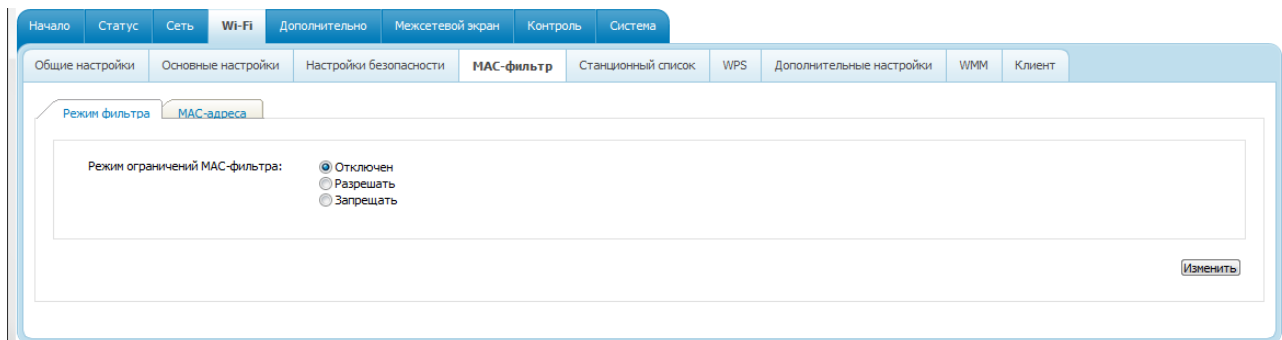 Начало Статус Сеть Wi-Fi Дополнительно Межсетевой экран Контроль Система
Общие настройки Основные настройки Настройки безопасности MAC-фильтр Станционный список WPS Дополнительные настройки WMM Клиент
Режим фильтра MAC-адреса
Режим ограничений MAC-фильтра: Отключен
Разрешать
Запрещать
Изменить